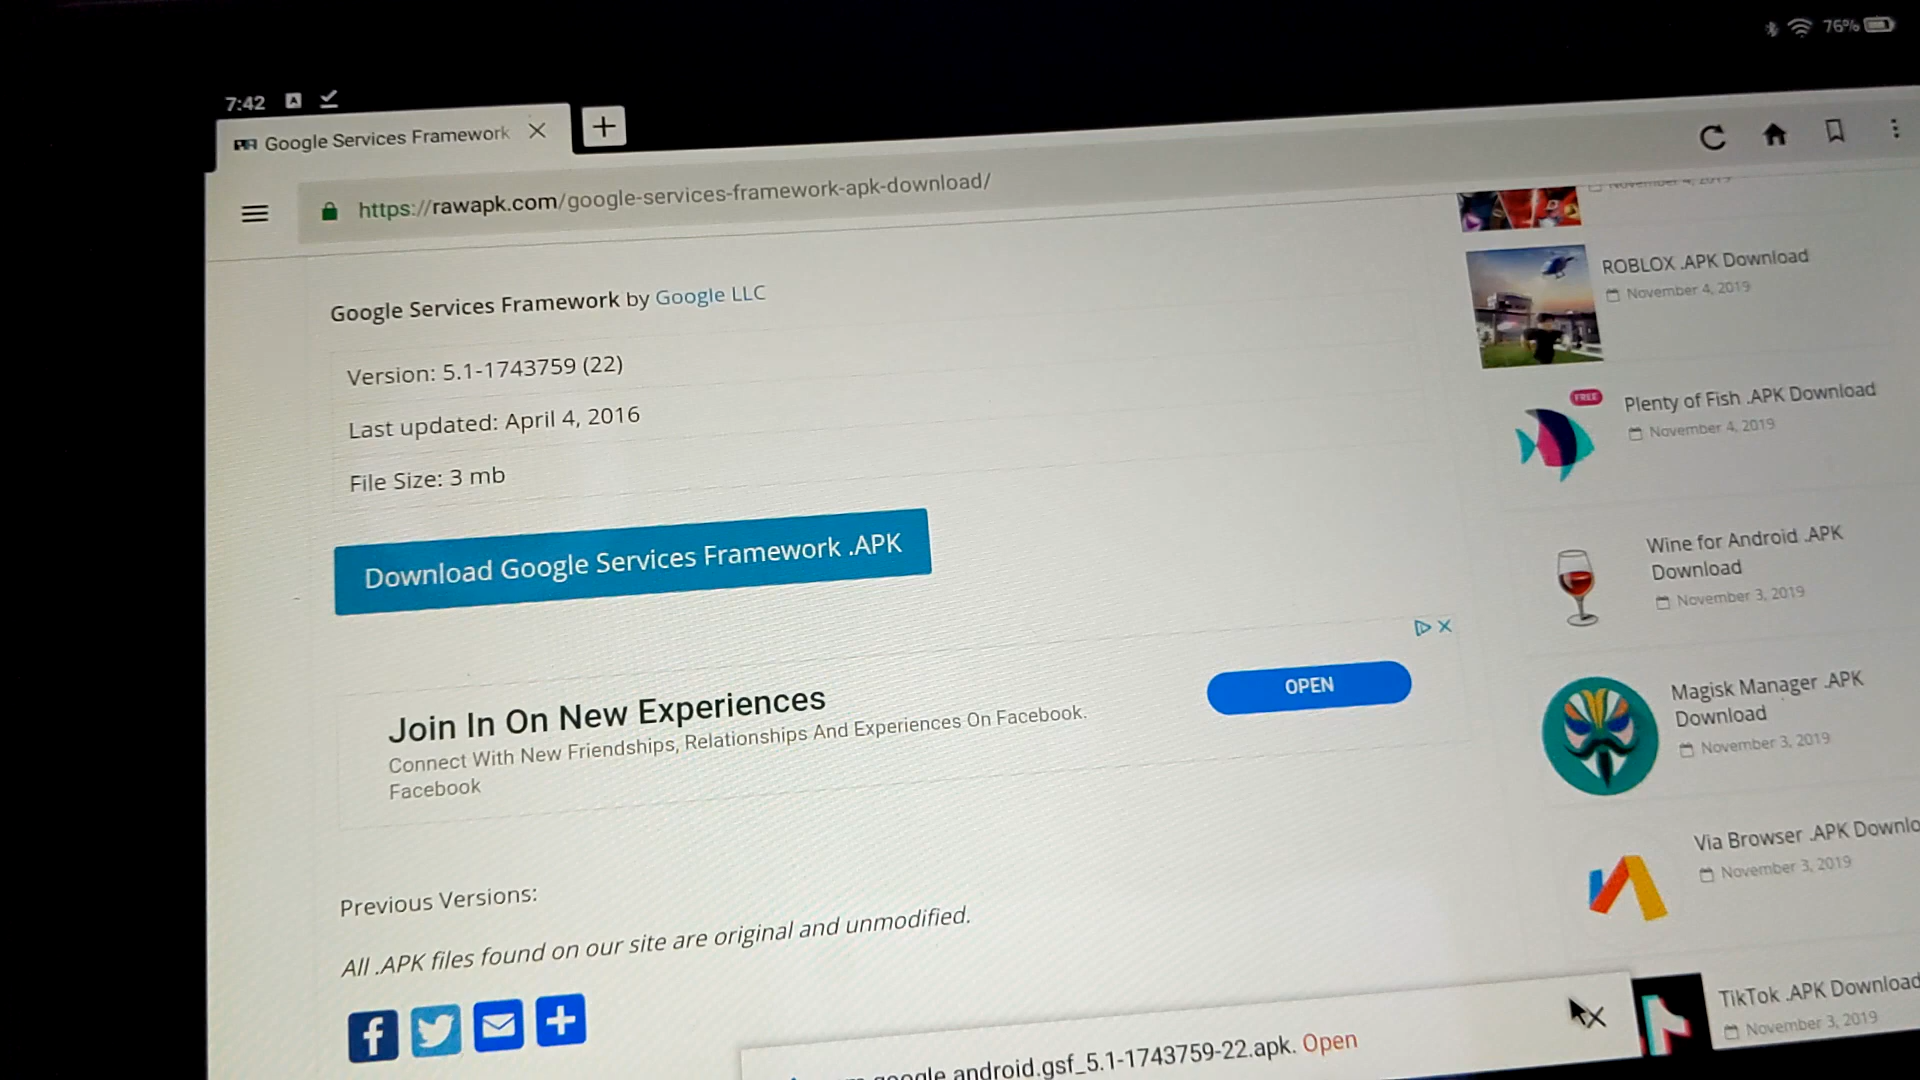 76%
7:42
Google Services Framework
https://rawapk.com/google-services-framework-apk-download/
Google Services Framework by Google LLC
Version: 5.1-1743759 (22)
Last updated: April 4, 2016
File Size: 3 mb
Download Google Services Framework .APK
Join In On New Experiences
Connect With New Friendships, Relationships And Experiences On Facebook.
Facebook
OPEN
Previous Versions:
All .APK files found on our site are original and unmodified.
google.android.gsf_5.1-1743759-22.apk. Open
November 4, 2019
ROBLOX .APK Download
November 4, 2019
FREE
Plenty of Fish .APK Download
November 4, 2019
Wine for Android .APK
Download
November 3, 2019
Magisk Manager .APK
Download
November 3, 2019
Via Browser .APK Downlo
November 3, 2019
TikTok .APK Download
November 3, 2019